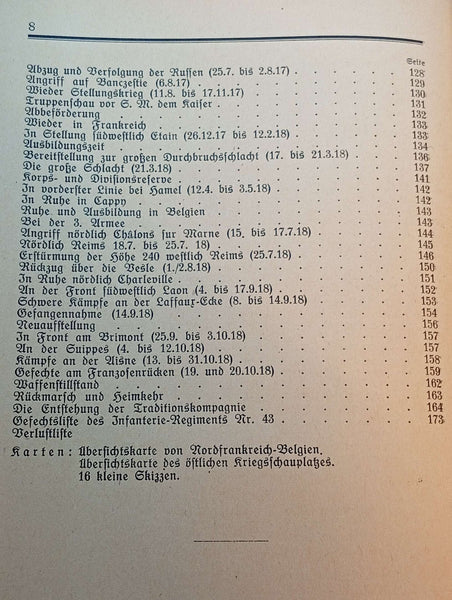 8
Seite
Abzug und Verfolgung der Russen (25.7. bis 2.8.17) . . . . . . 128
Angriff auf Banczestie (6.8.17) . . . . . . 129
Wieder Stellungskrieg (11.8. bis 17.11.17) . . . . . . 130
Truppenschau vor S. M. dem Kaiser . . . . . . 131
Abbeförderung . . . . . . 132
Wieder in Frankreich . . . . . . 133
In Stellung südwestlich Etain (26.12.17 bis 12.2.18) . . . . . . 133
Ausbildungszeit . . . . . . 134
Bereitstellung zur großen Durchbruchschlacht (17. bis 21.3.18) . . . . . . 136
Die große Schlacht (21.3.18) . . . . . . 137
Korps- und Divisionsreserve . . . . . . 141
In vorderster Linie bei Hamel (12.4. bis 3.5.18) . . . . . . 142
In Ruhe in Cappy . . . . . . 142
Ruhe und Ausbildung in Belgien . . . . . . 143
Bei der 3. Armee . . . . . . 143
Angriff nördlich Châlons sur Marne (15. bis 17.7.18) . . . . . . 144
Nördlich Reims 18.7. bis 25.7. 18) . . . . . . 145
Erstürmung der Höhe 240 westlich Reims (25.7.18) . . . . . . 146
Rückzug über die Vesle (1./2.8.18) . . . . . . 150
In Ruhe nördlich Charleville . . . . . . 151
An der Front südwestlich Laon (4. bis 17.9.18) . . . . . . 152
Schwere Kämpfe an der Laffaux-Ecke (8. bis 14.9.18) . . . . . . 153
Gefangennahme (14.9.18) . . . . . . 154
Neuaufstellung . . . . . . 156
In Front am Brimont (25.9. bis 3.10.18) . . . . . . 157
An der Suippes (4. bis 12.10.18) . . . . . . 157
Kämpfe an der Aisne (13. bis 31.10.18) . . . . . . 158
Gefechte am Franzosenrücken (19. und 20.10.18) . . . . . . 159
Waffenstillstand . . . . . . 162
Rückmarsch und Heimkehr . . . . . . 163
Die Entstehung der Traditionskompagnie . . . . . . 164
Gefechtsliste des Infanterie-Regiments Nr. 43 . . . . . . 173
Verlustliste
Karten: Übersichtskarte von Nordfrankreich-Belgien.
Übersichtskarte des östlichen Kriegsschauplatzes.
16 kleine Skizzen.